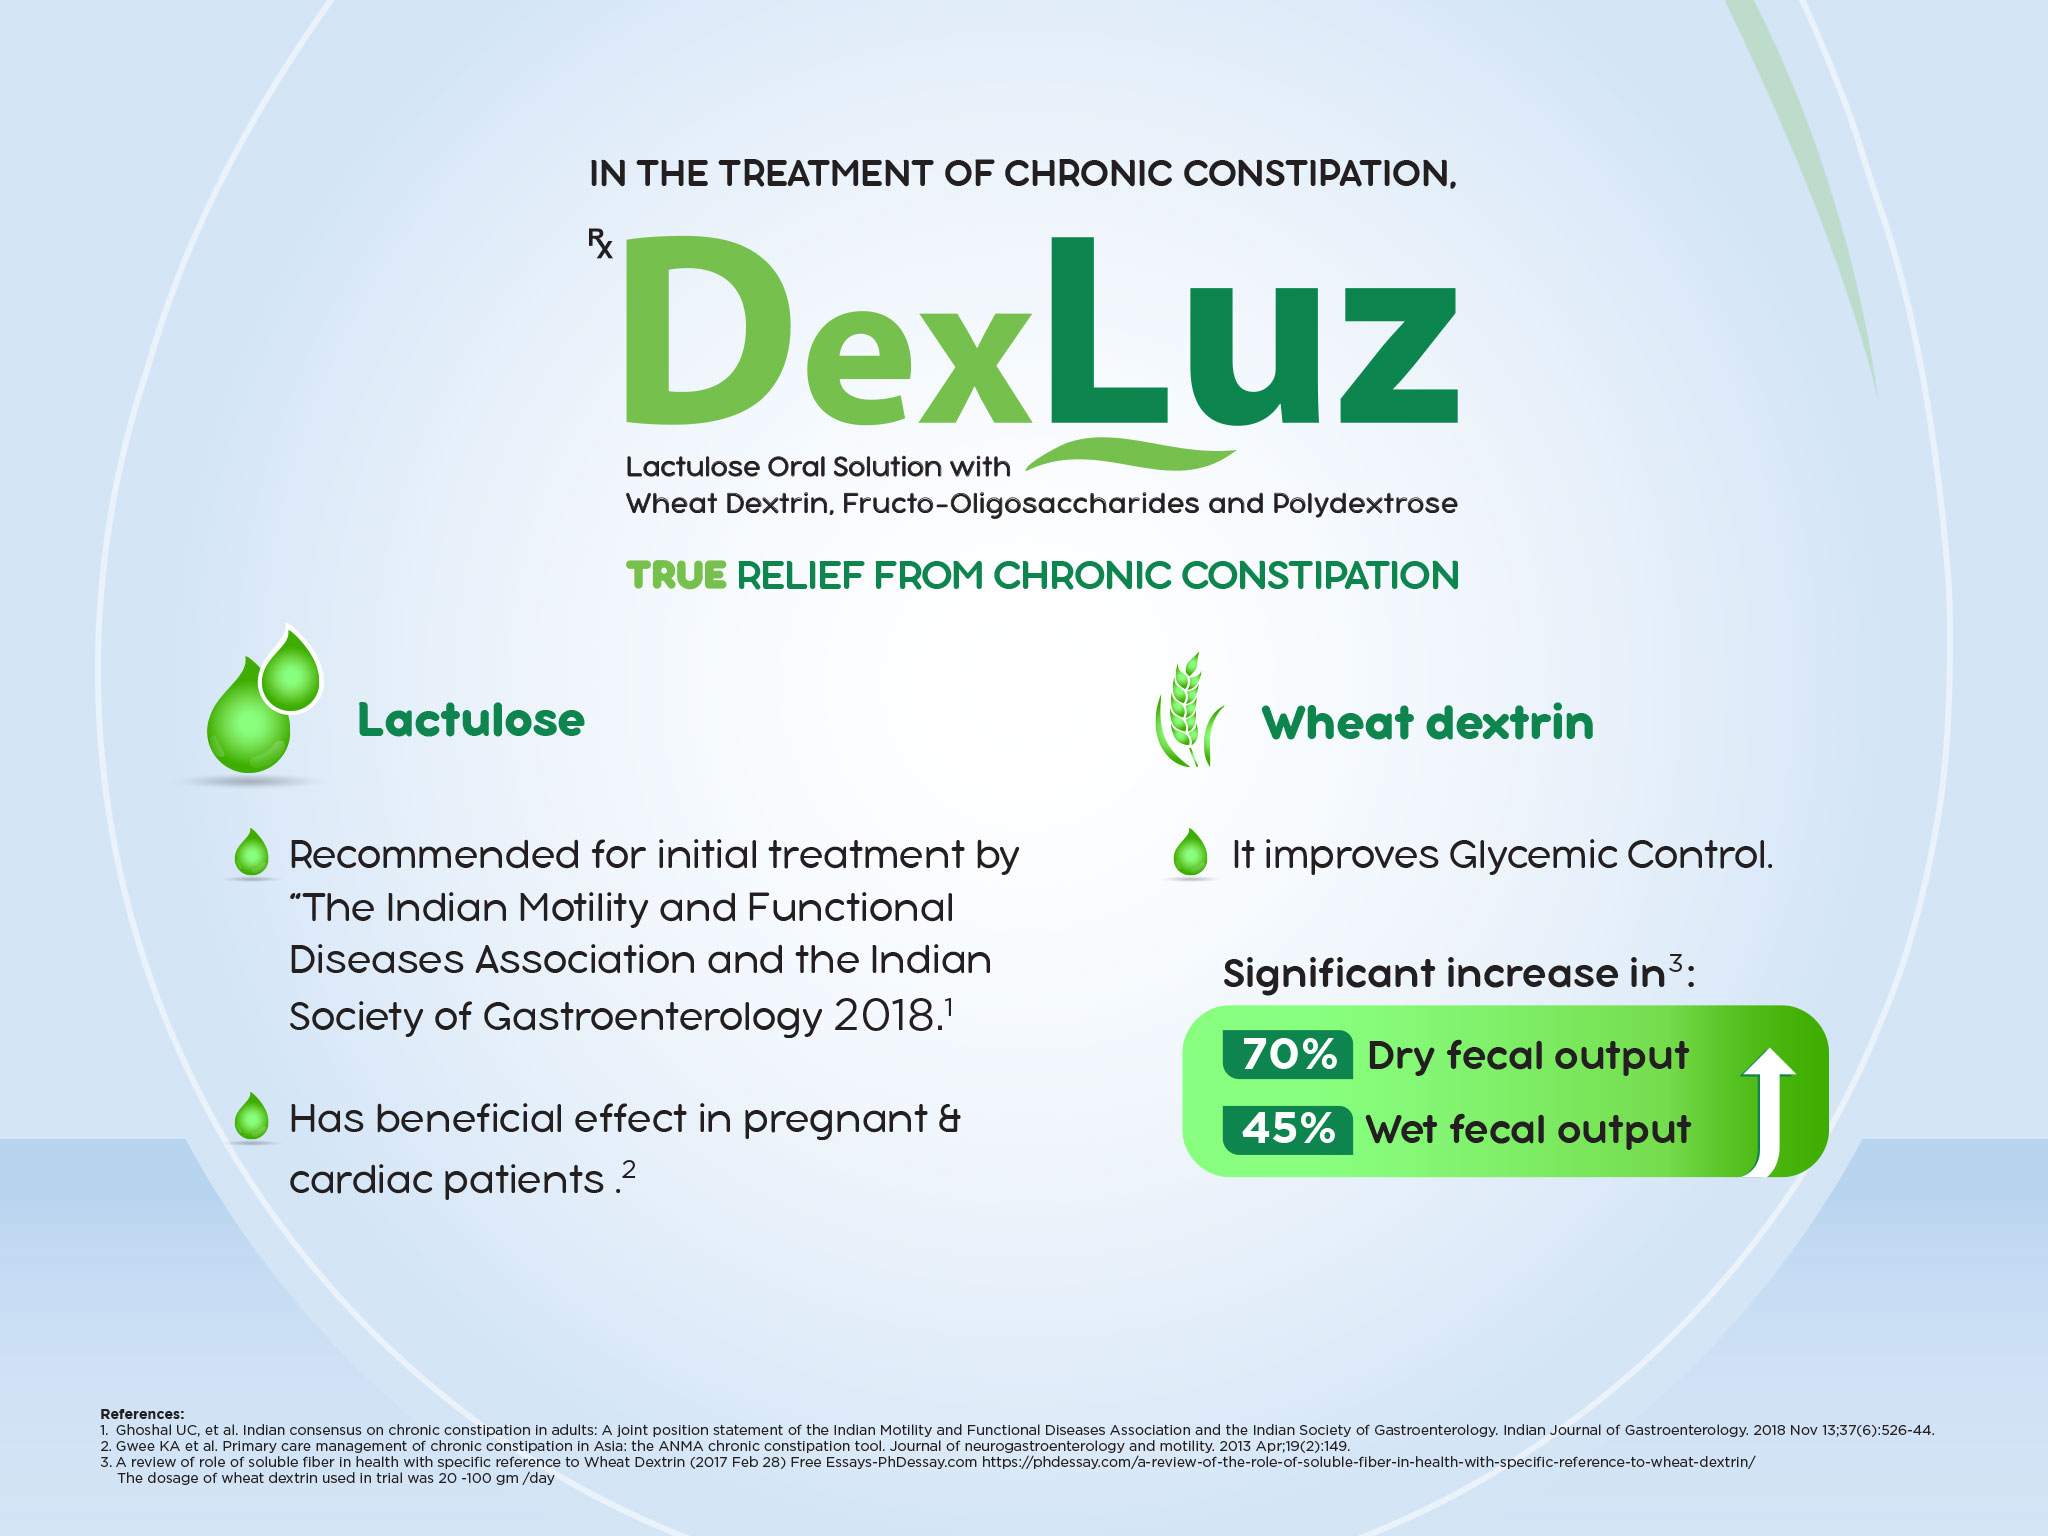 IN THE TREATMENT OF CHRONIC CONSTIPATION,
Rx DexLuz
Lactulose Oral Solution with
Wheat Dextrin, Fructo-Oligosaccharides and Polydextrose
TRUE RELIEF FROM CHRONIC CONSTIPATION
Lactulose
Recommended for initial treatment by
“The Indian Motility and Functional
Diseases Association and the Indian
Society of Gastroenterology 2018.1
Has beneficial effect in pregnant &
cardiac patients .2
Wheat dextrin
It improves Glycemic Control.
Significant increase in3:
70% Dry fecal output
45% Wet fecal output
References:
1. Ghoshal UC, et al. Indian consensus on chronic constipation in adults: A joint position statement of the Indian Motility and Functional Diseases Association and the Indian Society of Gastroenterology. Indian Journal of Gastroenterology. 2018 Nov 13;37(6):526-44.
2. Gwee KA et al. Primary care management of chronic constipation in Asia: the ANMA chronic constipation tool. Journal of neurogastroenterology and motility. 2013 Apr;19(2):149.
3. A review of role of soluble fiber in health with specific reference to Wheat Dextrin (2017 Feb 28) Free Essays-PhDessay.com https://phdessay.com/a-review-of-the-role-of-soluble-fiber-in-health-with-specific-reference-to-wheat-dextrin/
The dosage of wheat dextrin used in trial was 20 -100 gm /day